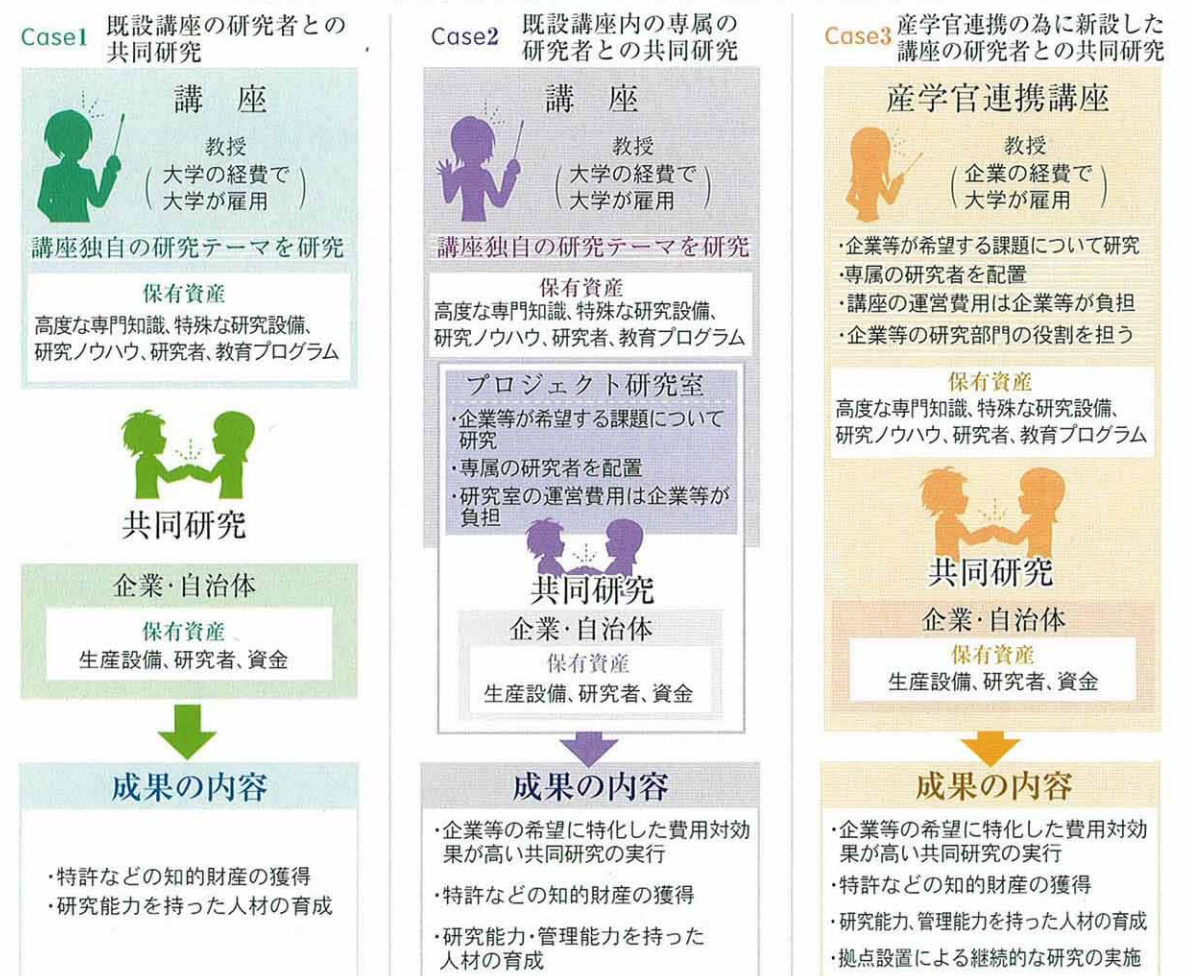 Case1 既設講座の研究者との
共同研究
講　座
教授
(大学の経費で
大学が雇用)
講座独自の研究テーマを研究
保有資産
高度な専門知識、特殊な研究設備、
研究ノウハウ、研究者、教育プログラム
共同研究
企業・自治体
保有資産
生産設備、研究者、資金
成果の内容
・特許などの知的財産の獲得
・研究能力を持った人材の育成
Case2 既設講座内の専属の
研究者との共同研究
講　座
教授
(大学の経費で
大学が雇用)
講座独自の研究テーマを研究
保有資産
高度な専門知識、特殊な研究設備、
研究ノウハウ、研究者、教育プログラム
プロジェクト研究室
・企業等が希望する課題について
研究
・専属の研究者を配置
・研究室の運営費用は企業等が
負担
共同研究
企業・自治体
保有資産
生産設備、研究者、資金
成果の内容
・企業等の希望に特化した費用対効
果が高い共同研究の実行
・特許などの知的財産の獲得
・研究能力・管理能力を持った
人材の育成
Case3 産学官連携の為に新設した
講座の研究者との共同研究
産学官連携講座
教授
(企業の経費で
大学が雇用)
・企業等が希望する課題について研究
・専属の研究者を配置
・講座の運営費用は企業等が負担
・企業等の研究部門の役割を担う
保有資産
高度な専門知識、特殊な研究設備、
研究ノウハウ、研究者、教育プログラム
共同研究
企業・自治体
保有資産
生産設備、研究者、資金
成果の内容
・企業等の希望に特化した費用対効
果が高い共同研究の実行
・特許などの知的財産の獲得
・研究能力、管理能力を持った人材の育成
・拠点設置による継続的な研究の実施